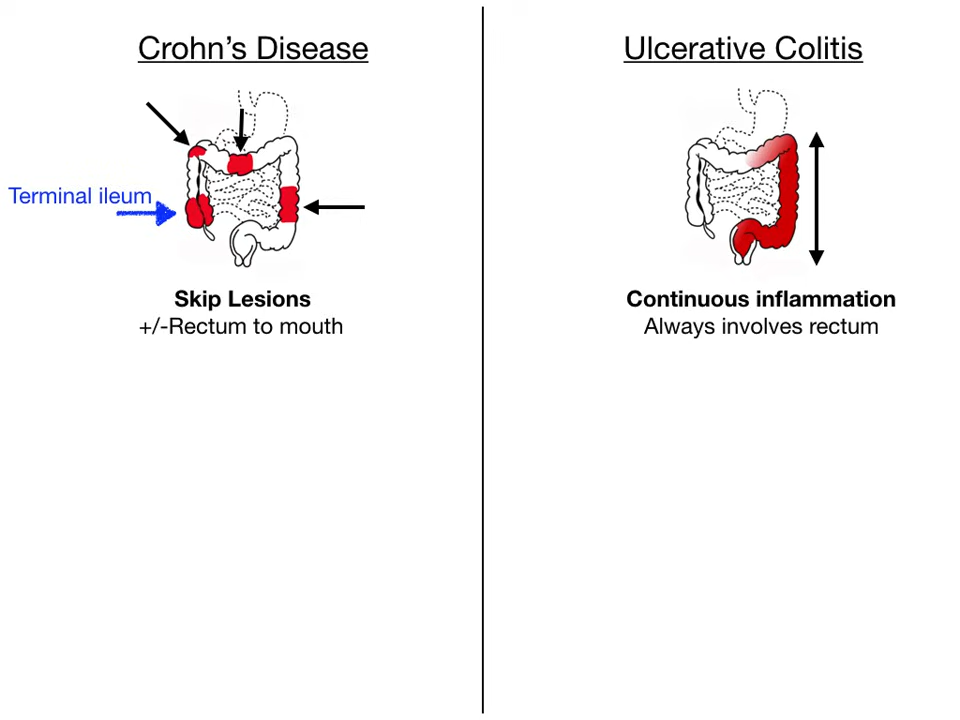 Crohn’s Disease
Terminal ileum
Skip Lesions
+/-Rectum to mouth
Ulcerative Colitis
Continuous inflammation
Always involves rectum